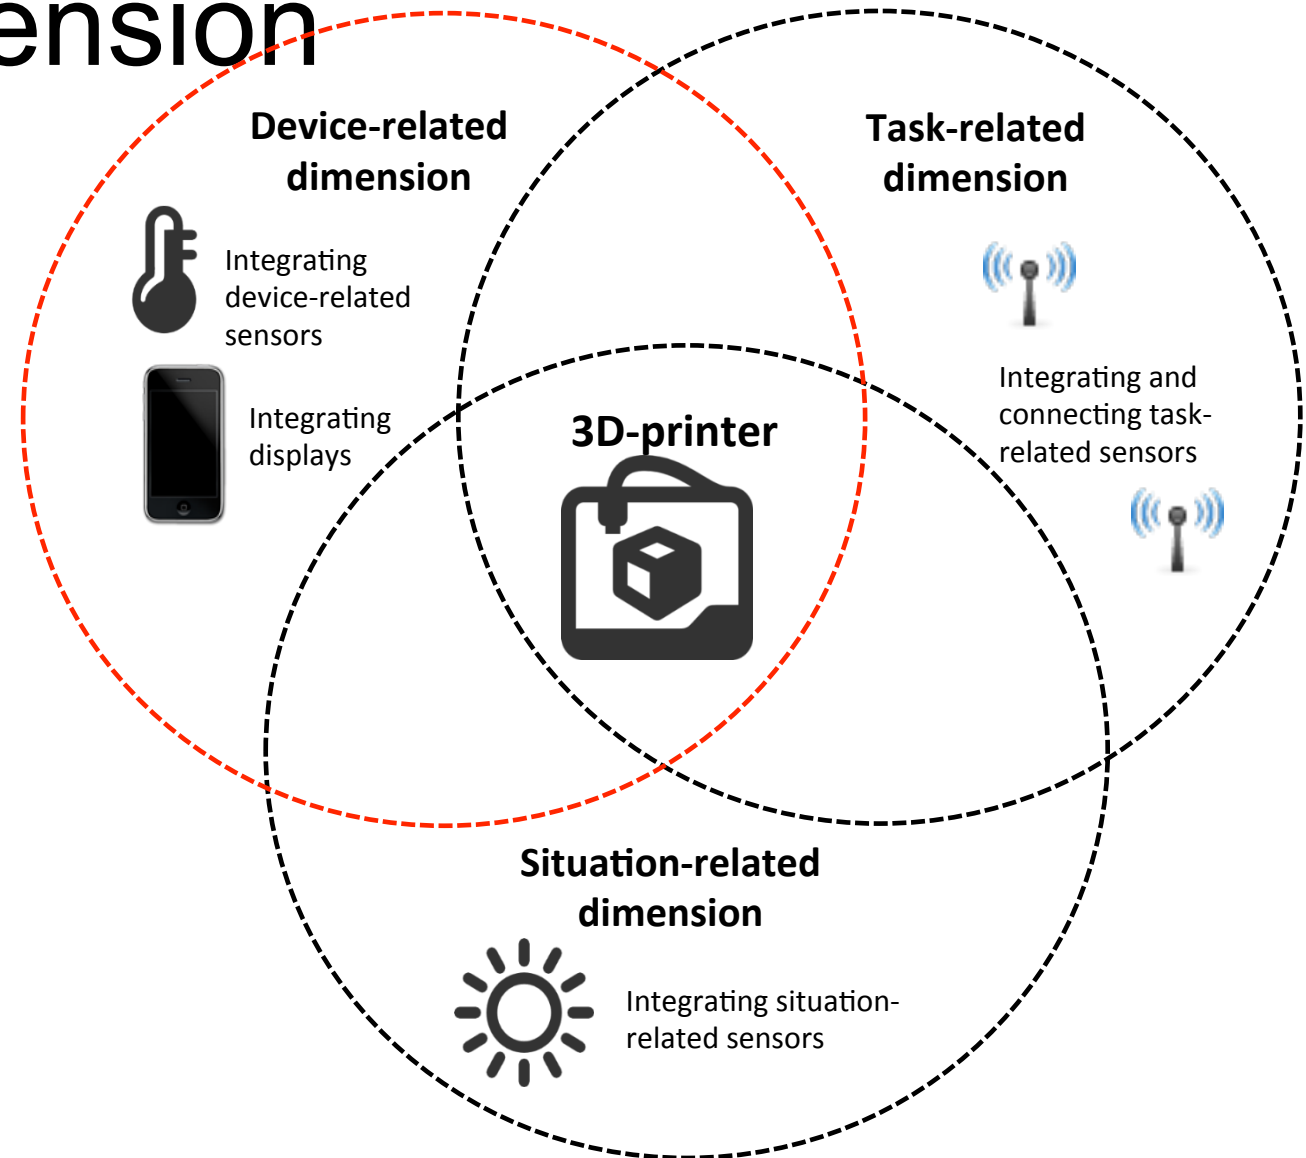 ension
Device-related
dimension
Task-related
dimension
Integrating
device-related
sensors
Integrating
displays
3D-printer
Integrating and
connecting task-
related sensors
Situation-related
dimension
Integrating situation-
related sensors